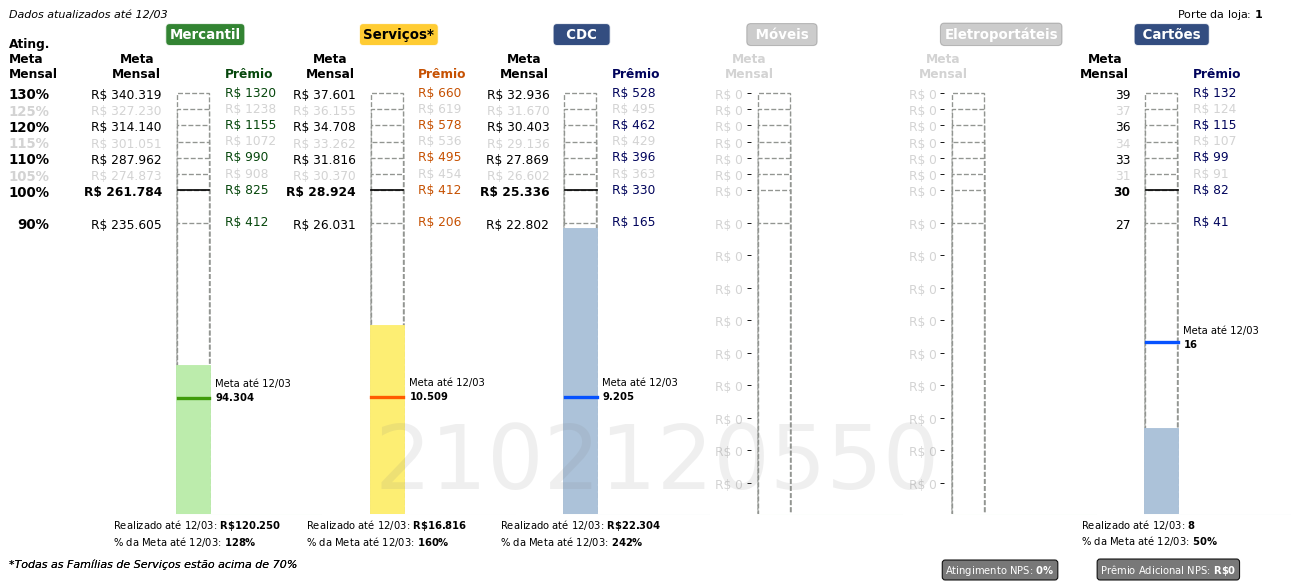 Dados atualizados até 12/03
Porte da loja: 1
Mercantil Serviços* CDC Móveis Eletroportáteis Cartões
Ating. Meta Mensal
Meta Mensal Prêmio Meta Mensal Prêmio Meta Mensal Prêmio Meta Mensal Meta Mensal Meta Mensal Prêmio
130% R$ 340.319 R$ 1320 R$ 37.601 R$ 660 R$ 32.936 R$ 528 R$ 0 R$ 0 39 R$ 132
125% R$ 327.230 R$ 1238 R$ 36.155 R$ 619 R$ 31.670 R$ 495 R$ 0 R$ 0 37 R$ 124
120% R$ 314.140 R$ 1155 R$ 34.708 R$ 578 R$ 30.403 R$ 462 R$ 0 R$ 0 36 R$ 115
115% R$ 301.051 R$ 1072 R$ 33.262 R$ 536 R$ 29.136 R$ 429 R$ 0 R$ 0 34 R$ 107
110% R$ 287.962 R$ 990 R$ 31.816 R$ 495 R$ 27.869 R$ 396 R$ 0 R$ 0 33 R$ 99
105% R$ 274.873 R$ 908 R$ 30.370 R$ 454 R$ 26.602 R$ 363 R$ 0 R$ 0 31 R$ 91
100% R$ 261.784 R$ 825 R$ 28.924 R$ 412 R$ 25.336 R$ 330 R$ 0 R$ 0 30 R$ 82
90% R$ 235.605 R$ 412 R$ 26.031 R$ 206 R$ 22.802 R$ 165 R$ 0 R$ 0 27 R$ 41
R$ 0 R$ 0
R$ 0 R$ 0
R$ 0 R$ 0
Meta até 12/03
16
R$ 0 R$ 0
Meta até 12/03 Meta até 12/03 Meta até 12/03 R$ 0 R$ 0
94.304 10.509 9.205
R$ 0 R$ 0
R$ 0 R$ 0
2102120550
R$ 0 R$ 0
Realizado até 12/03: R$120.250 Realizado até 12/03: R$16.816 Realizado até 12/03: R$22.304 Realizado até 12/03: 8
% da Meta até 12/03: 128% % da Meta até 12/03: 160% % da Meta até 12/03: 242% % da Meta até 12/03: 50%
*Todas as Famílias de Serviços estão acima de 70%
Atingimento NPS: 0% Prêmio Adicional NPS: R$0